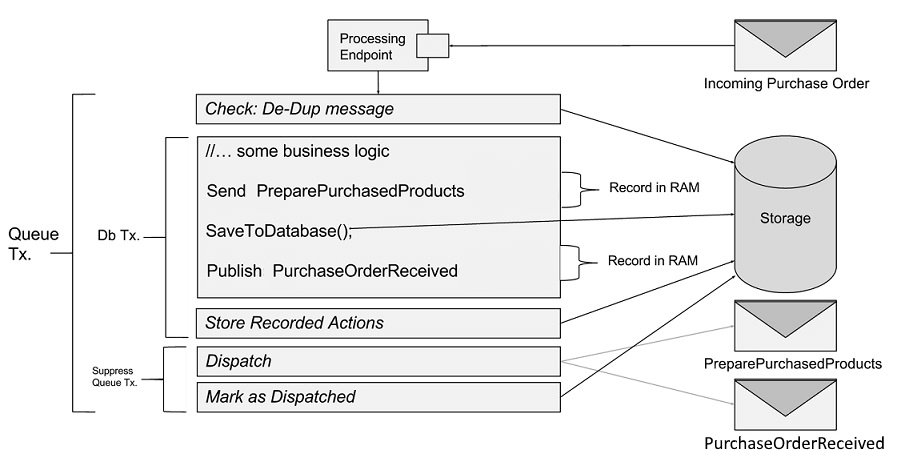 Processing
Endpoint
Incoming Purchase Order
Check: De-Dup message
//... some business logic
Send PreparePurchasedProducts
Record in RAM
SaveToDatabase();
Storage
Queue
Tx.
Db Tx.
Publish PurchaseOrderReceived
Record in RAM
Store Recorded Actions
Dispatch
PreparePurchasedProducts
Suppress
Queue Tx.
Mark as Dispatched
PurchaseOrderReceived